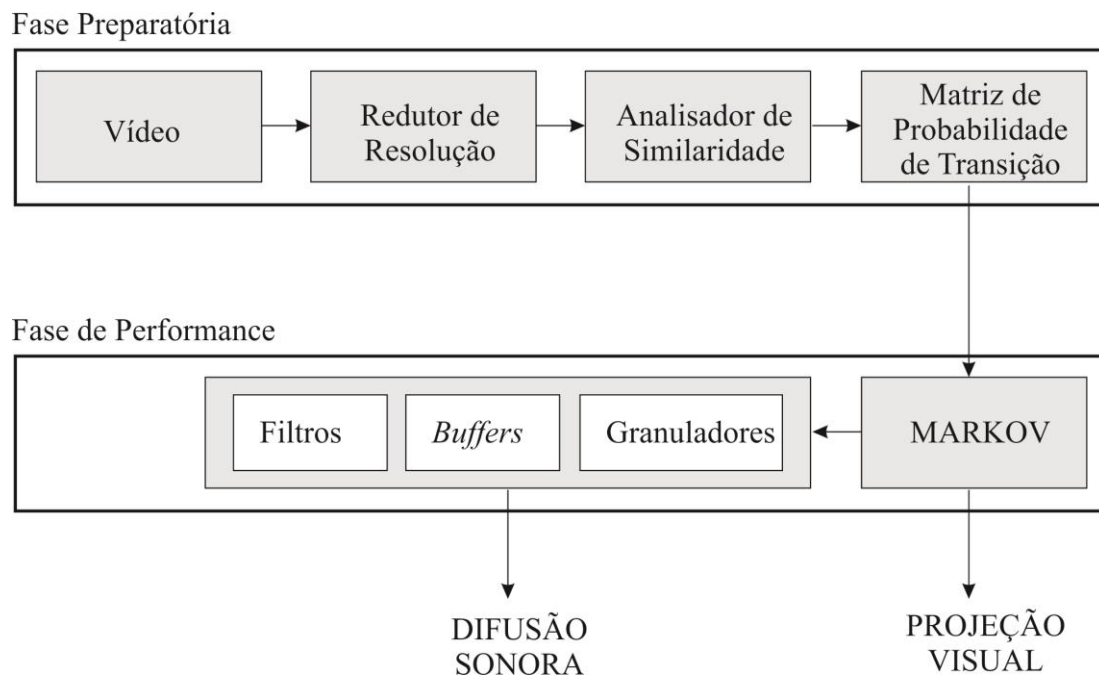 Fase Preparatória
Vídeo
Redutor de
Resolução
Analisador de
Similaridade
Matriz de
Probabilidade
de Transição
Fase de Performance
Filtros
Buffers
Granuladores
MARKOV
DIFUSÃO
SONORA
PROJEÇÃO
VISUAL